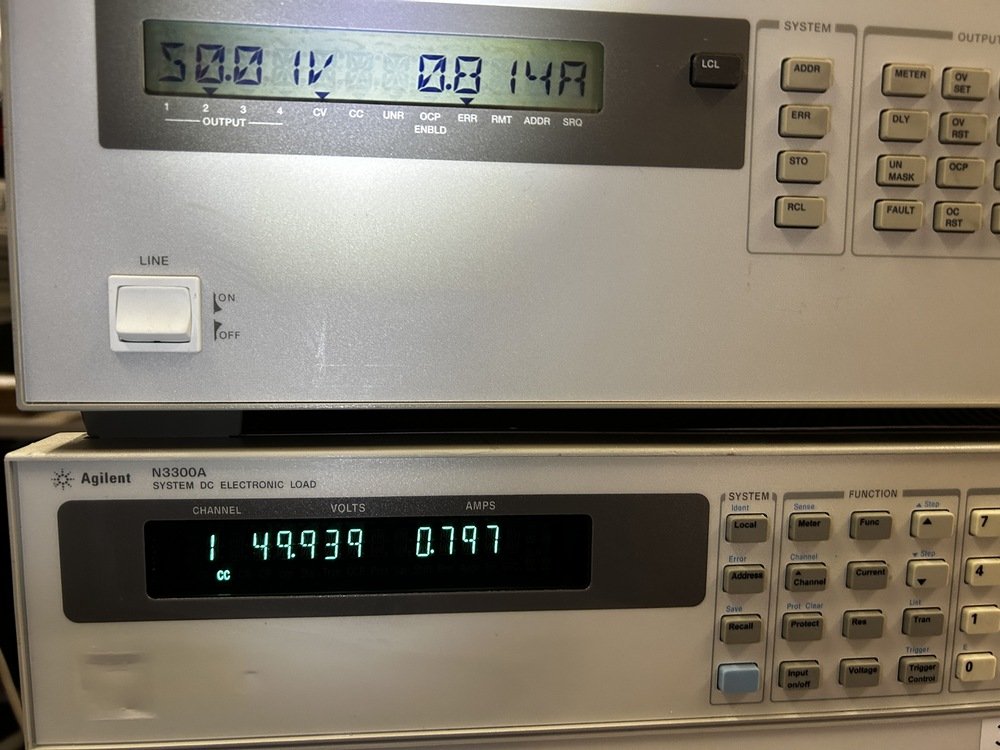 50.01V 0.814A
1 2 3 4 CV CC UNR OCP ENBLD ERR RMT ADDR SRQ
OUTPUT
LCL
SYSTEM
ADDR
ERR
STO
RCL
OUTPUT
METER OV SET
DLY OV RST
UN MASK OCP
FAULT OC RST
LINE
ON
OFF
Agilent N3300A
SYSTEM DC ELECTRONIC LOAD
CHANNEL VOLTS AMPS
1 49.939 0.797
CC
SYSTEM
Ident
Local
Error
Address
Save
Recall
FUNCTION
Sense Step
Meter Func
Channel Step
Channel Current
Prot Clear List
Protect Res Tran
Trigger
Input on/off Voltage Trigger Control
7
4
1
E
0